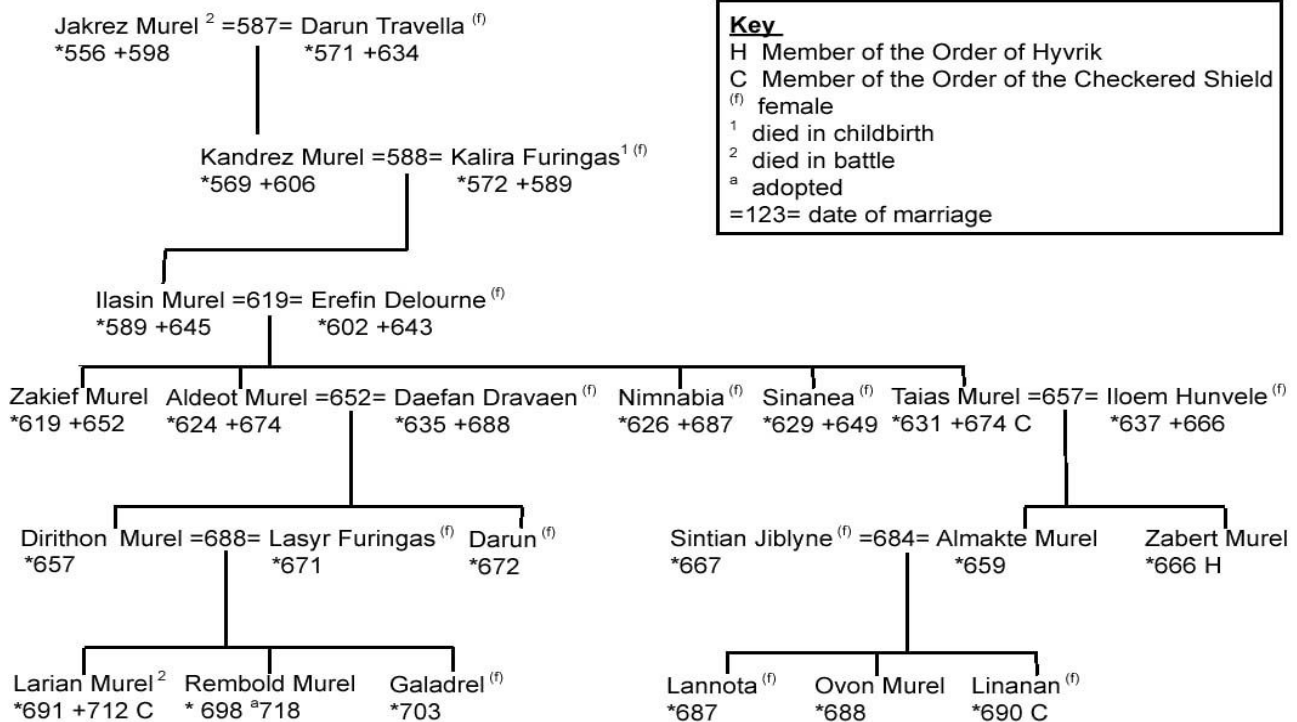 Jakrez Murel ² =587= Darun Travella ⁽ᶠ⁾
*556 +598 *571 +634
Key
H Member of the Order of Hyvrik
C Member of the Order of the Checkered Shield
⁽ᶠ⁾ female
¹ died in childbirth
² died in battle
ᵃ adopted
=123= date of marriage
Kandrez Murel =588= Kalira Furingas¹ ⁽ᶠ⁾
*569 +606 *572 +589
Ilasin Murel =619= Erefin Delourne ⁽ᶠ⁾
*589 +645 *602 +643
Zakief Murel Aldeot Murel =652= Daefan Dravaen ⁽ᶠ⁾ Nimnabia ⁽ᶠ⁾ Sinanea ⁽ᶠ⁾ Taias Murel =657= Iloem Hunvele ⁽ᶠ⁾
*619 +652 *624 +674 *635 +688 *626 +687 *629 +649 *631 +674 C *637 +666
Dirithon Murel =688= Lasyr Furingas ⁽ᶠ⁾ Darun ⁽ᶠ⁾ Sintian Jiblyne ⁽ᶠ⁾ =684= Almakte Murel Zabert Murel
*657 *671 *672 *667 *659 *666 H
Larian Murel ² Rembold Murel Galadrel ⁽ᶠ⁾ Lannota ⁽ᶠ⁾ Ovon Murel Linanan ⁽ᶠ⁾
*691 +712 C * 698 ᵃ718 *703 *687 *688 *690 C